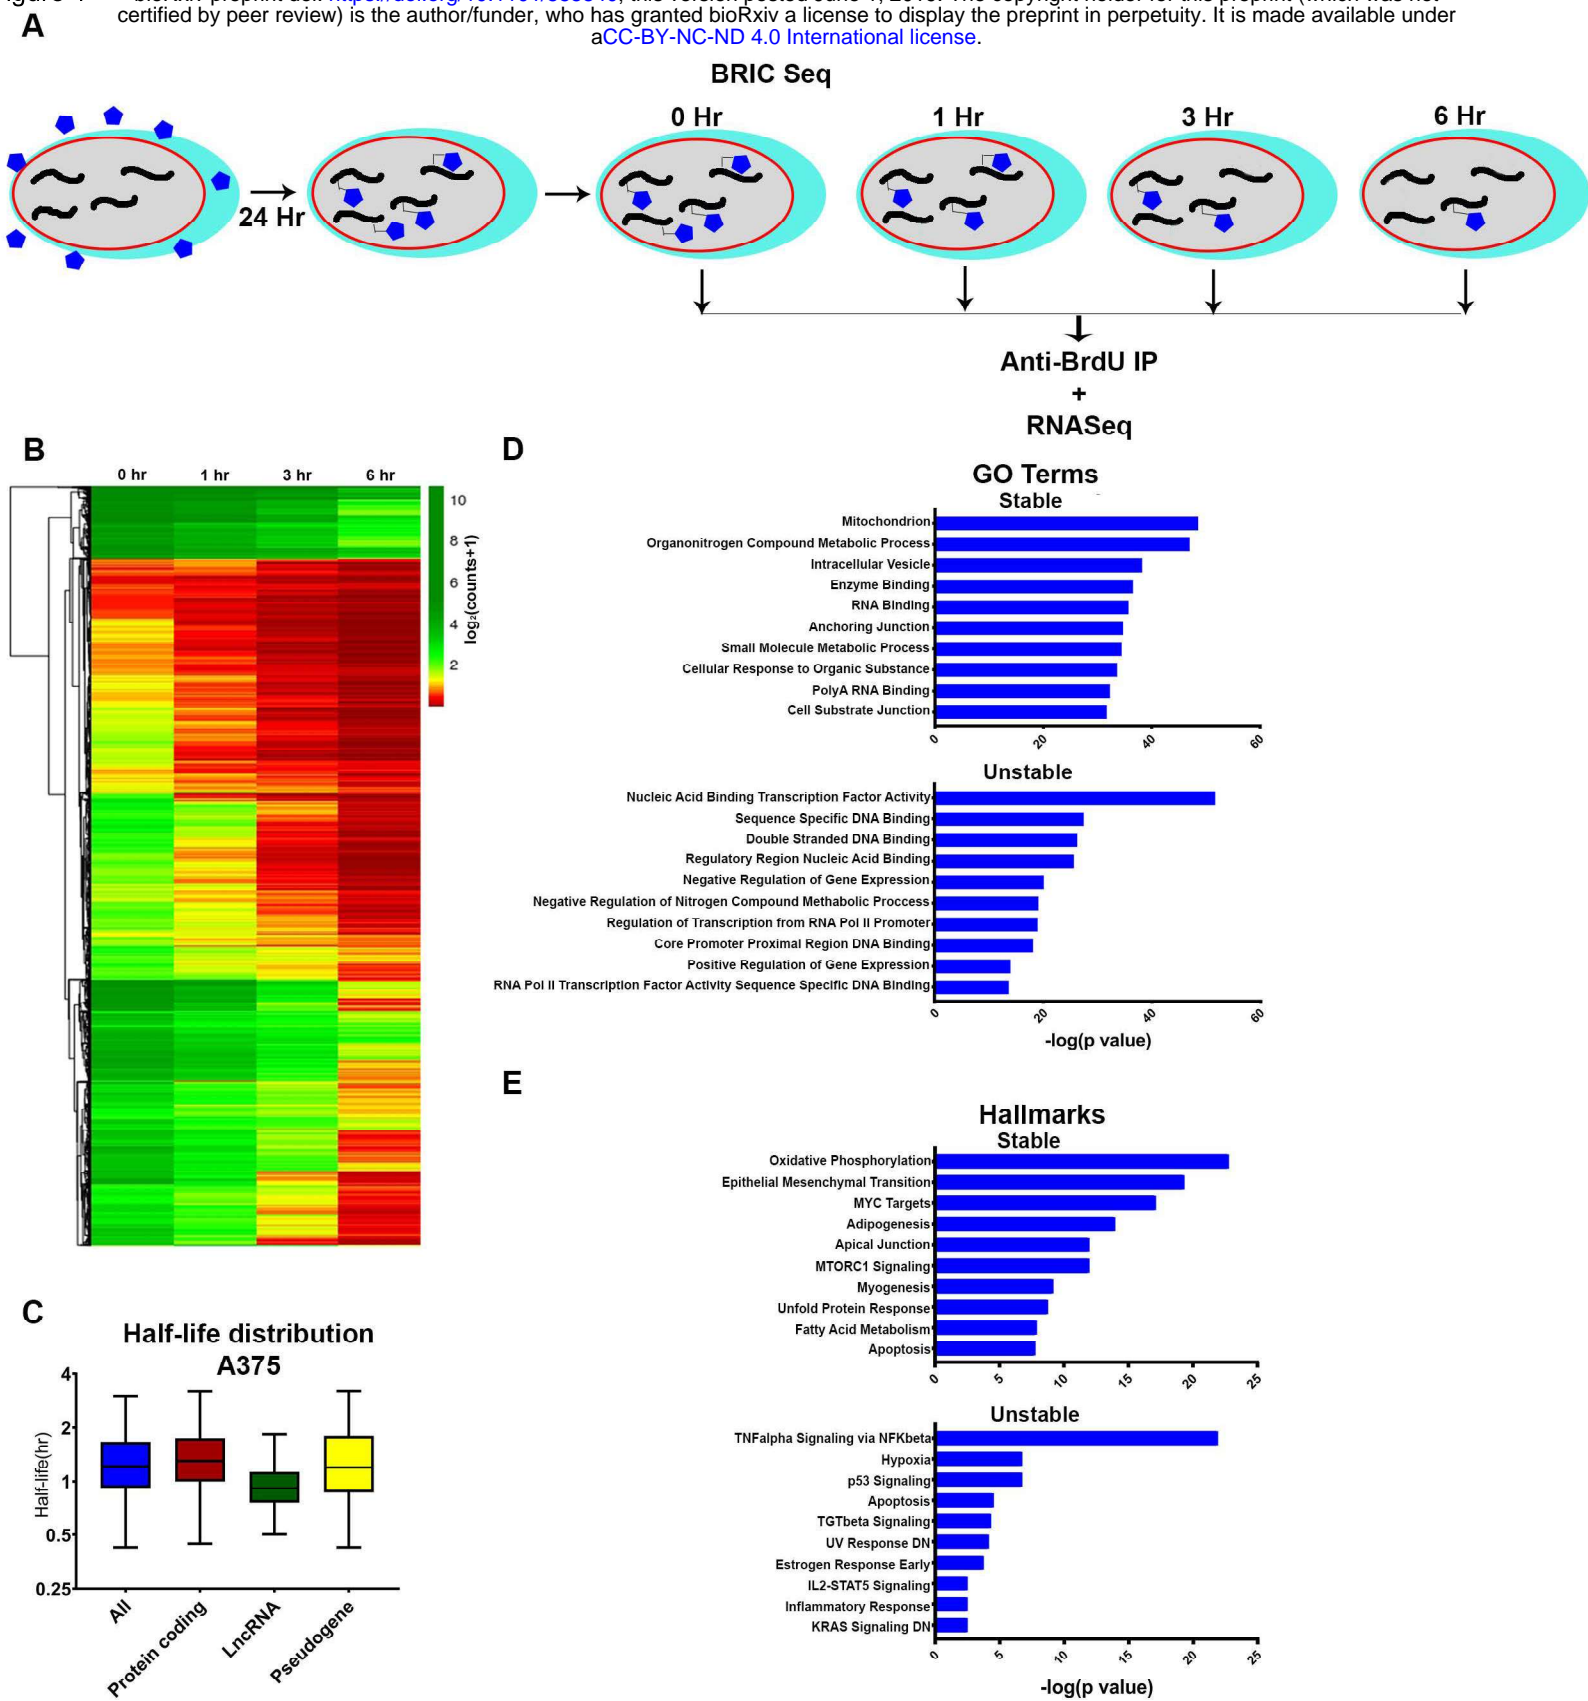 certified by peer review) is the author/funder, who has granted bioRxiv a license to display the preprint in perpetuity. It is made available under
aCC-BY-NC-ND 4.0 International license.
A
BRIC Seq
0 Hr 1 Hr 3 Hr 6 Hr
24 Hr
Anti-BrdU IP
+
RNASeq
B
0 hr 1 hr 3 hr 6 hr
10
8
6
4
2
log2(counts+1)
C
Half-life distribution
A375
Half-life(hr)
4
2
1
0.5
0.25
All
Protein coding
LncRNA
Pseudogene
D
GO Terms
Stable
Mitochondrion
Organonitrogen Compound Metabolic Process
Intracellular Vesicle
Enzyme Binding
RNA Binding
Anchoring Junction
Small Molecule Metabolic Process
Cellular Response to Organic Substance
PolyA RNA Binding
Cell Substrate Junction
0 20 40 60
Unstable
Nucleic Acid Binding Transcription Factor Activity
Sequence Specific DNA Binding
Double Stranded DNA Binding
Regulatory Region Nucleic Acid Binding
Negative Regulation of Gene Expression
Negative Regulation of Nitrogen Compound Methabolic Proccess
Regulation of Transcription from RNA Pol II Promoter
Core Promoter Proximal Region DNA Binding
Positive Regulation of Gene Expression
RNA Pol II Transcription Factor Activity Sequence Specific DNA Binding
0 20 40 60
-log(p value)
E
Hallmarks
Stable
Oxidative Phosphorylation
Epithelial Mesenchymal Transition
MYC Targets
Adipogenesis
Apical Junction
MTORC1 Signaling
Myogenesis
Unfold Protein Response
Fatty Acid Metabolism
Apoptosis
0 5 10 15 20 25
Unstable
TNFalpha Signaling via NFKbeta
Hypoxia
p53 Signaling
Apoptosis
TGTbeta Signaling
UV Response DN
Estrogen Response Early
IL2-STAT5 Signaling
Inflammatory Response
KRAS Signaling DN
0 5 10 15 20 25
-log(p value)